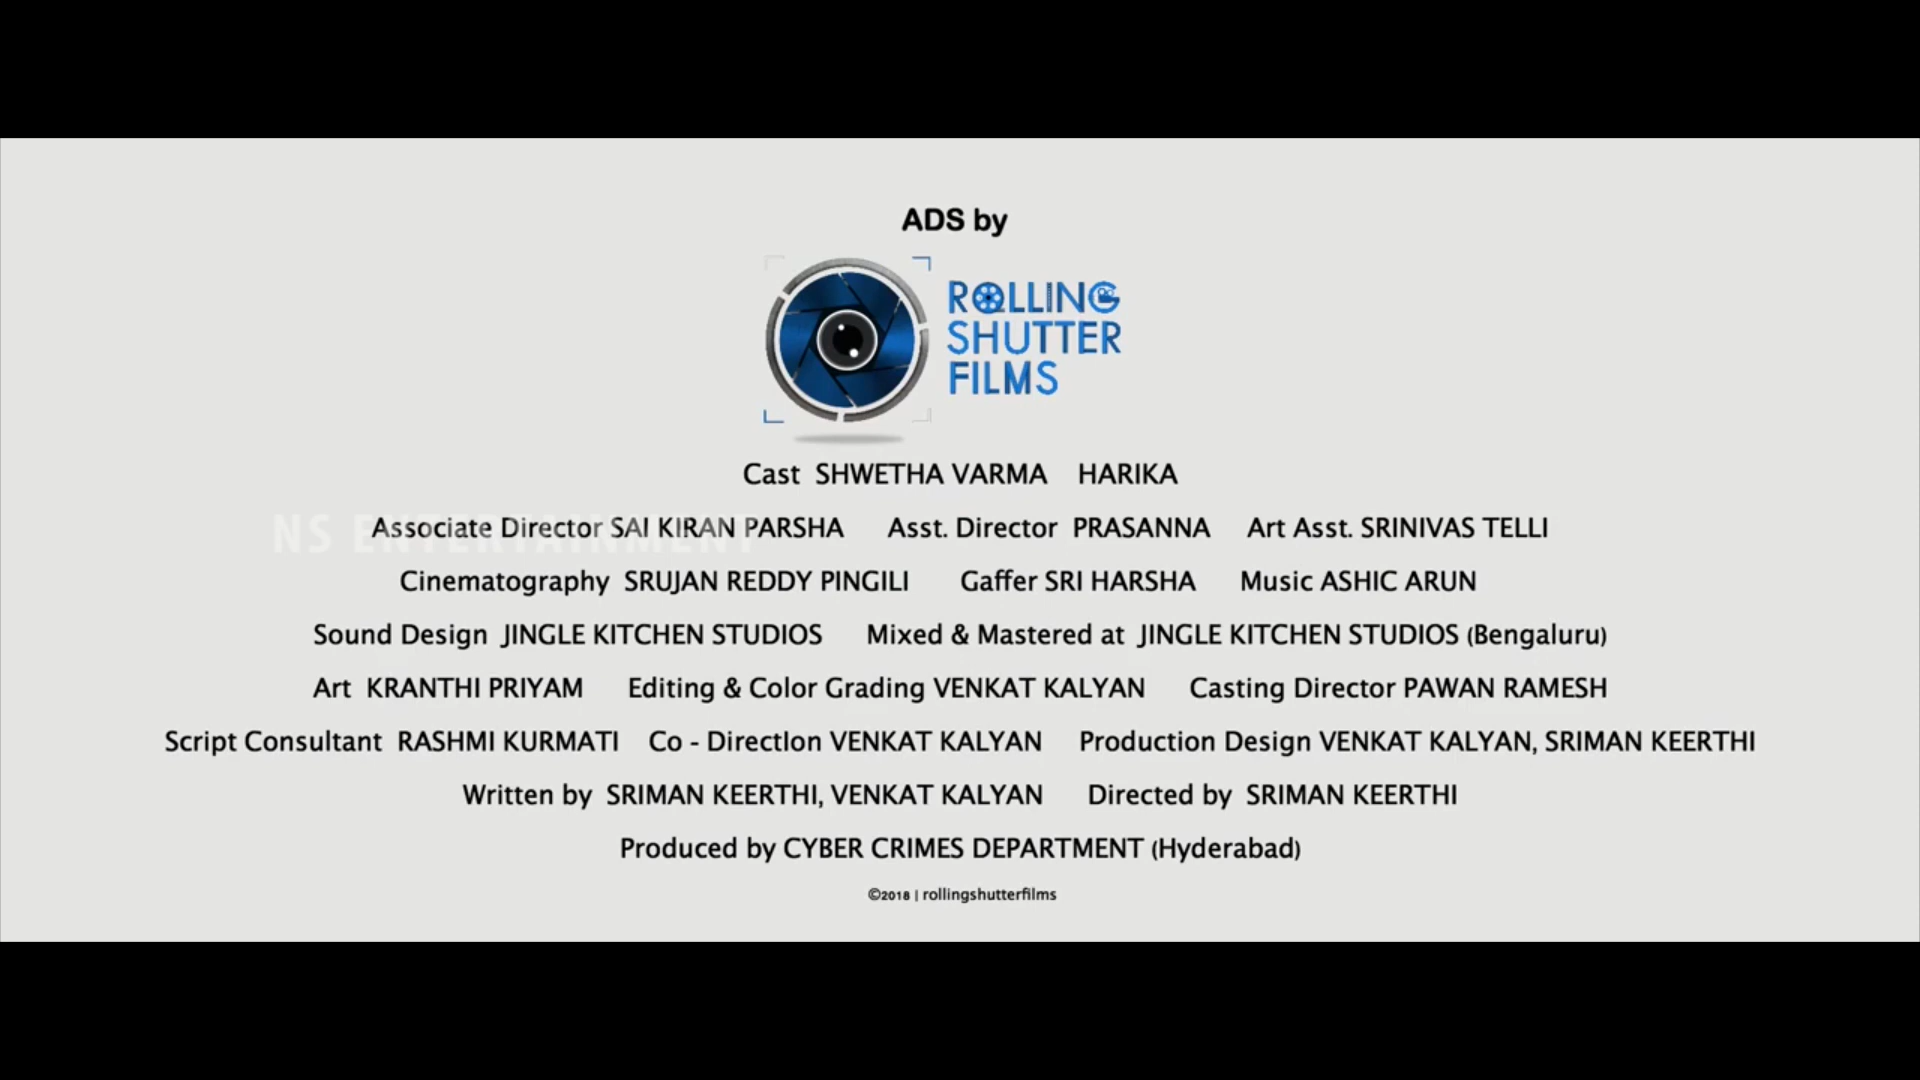 ADS by
ROLLING
SHUTTER
FILMS
Cast SHWETHA VARMA HARIKA
NS ENTERTAINMENT
Associate Director SAI KIRAN PARSHA Asst. Director PRASANNA Art Asst. SRINIVAS TELLI
Cinematography SRUJAN REDDY PINGILI Gaffer SRI HARSHA Music ASHIC ARUN
Sound Design JINGLE KITCHEN STUDIOS Mixed & Mastered at JINGLE KITCHEN STUDIOS (Bengaluru)
Art KRANTHI PRIYAM Editing & Color Grading VENKAT KALYAN Casting Director PAWAN RAMESH
Script Consultant RASHMI KURMATI Co - DirectIon VENKAT KALYAN Production Design VENKAT KALYAN, SRIMAN KEERTHI
Written by SRIMAN KEERTHI, VENKAT KALYAN Directed by SRIMAN KEERTHI
Produced by CYBER CRIMES DEPARTMENT (Hyderabad)
©2018 | rollingshutterfilms